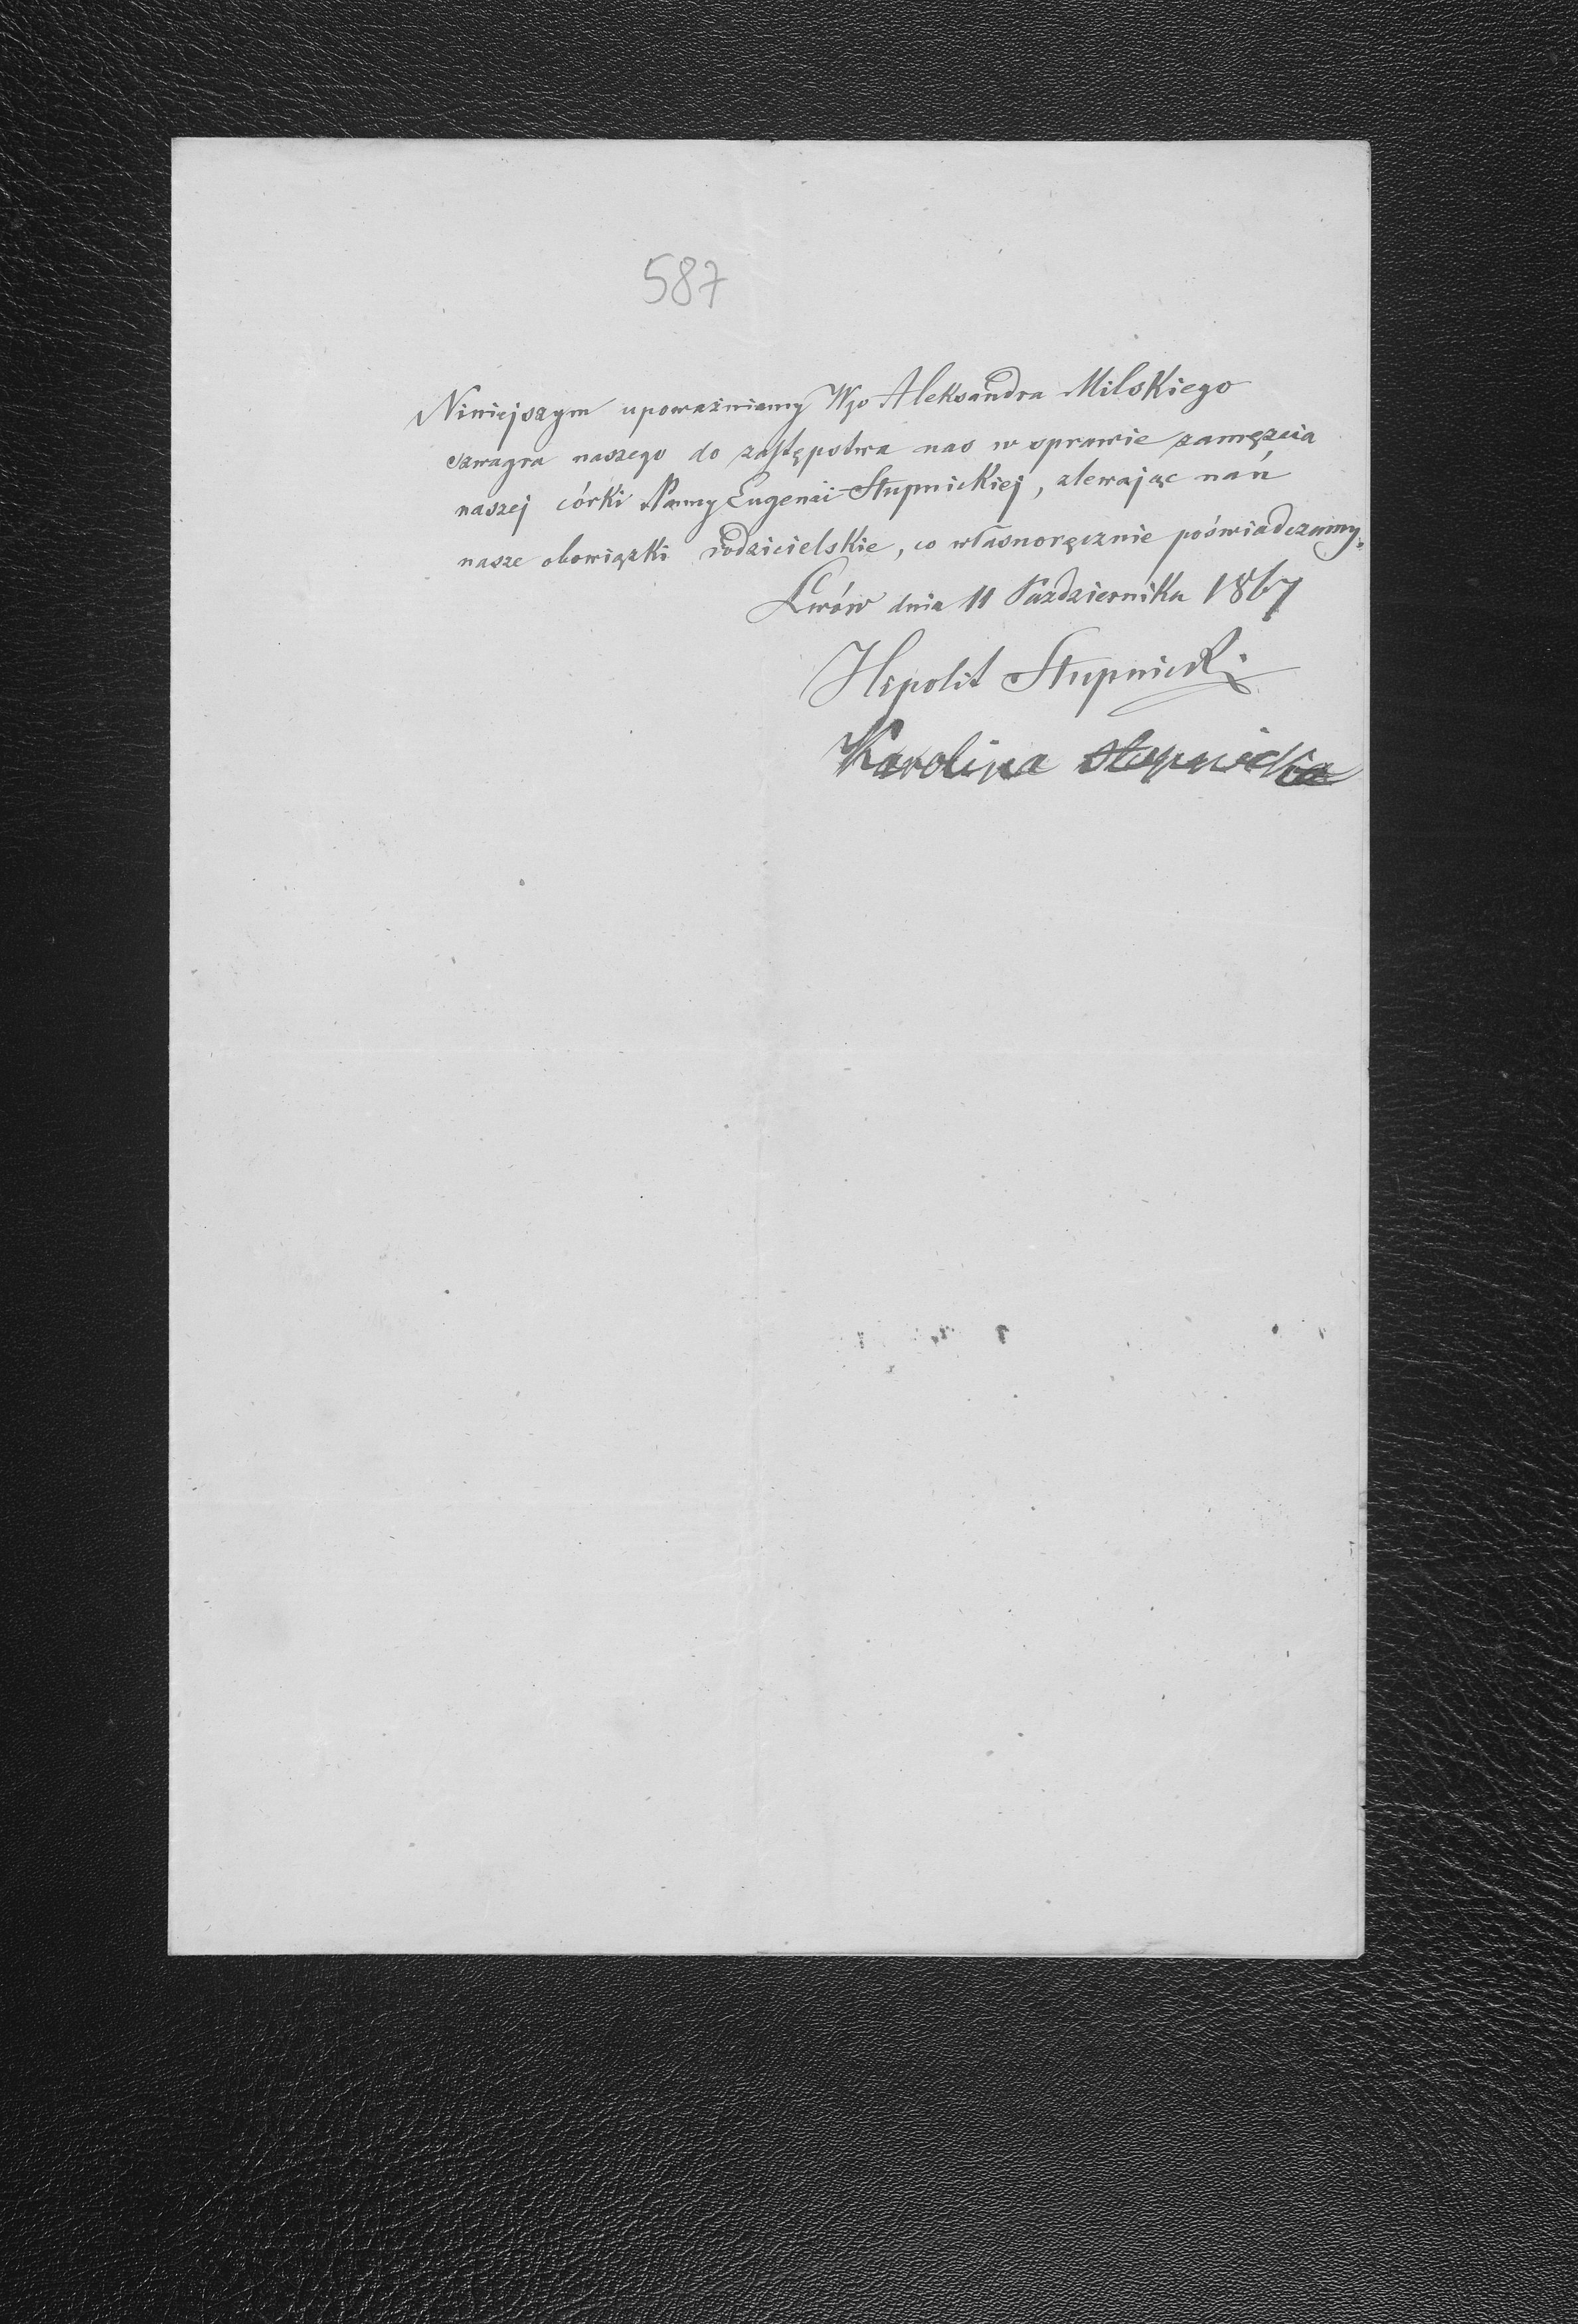 587
Niniejszym upoważniamy Wgo Aleksandra Milskiego
szwagra naszego do zastępstwa nas w sprawie zamęzcia
naszej córki Panny Eugenii Stupnickiej, zlewając nań
nasze obowiązki rodzicielskie, co własnoręcznie poświadczamy.
Lwów dnia 11 Października 1867
Hipolit Stupnicki
Karolina Stupnicka